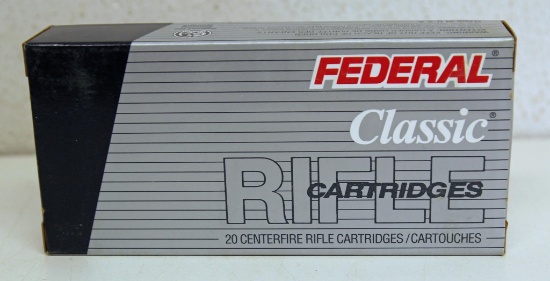 FEDERAL®
Classic®
RIFLE
CARTRIDGES
20 CENTERFIRE RIFLE CARTRIDGES/CARTOUCHES